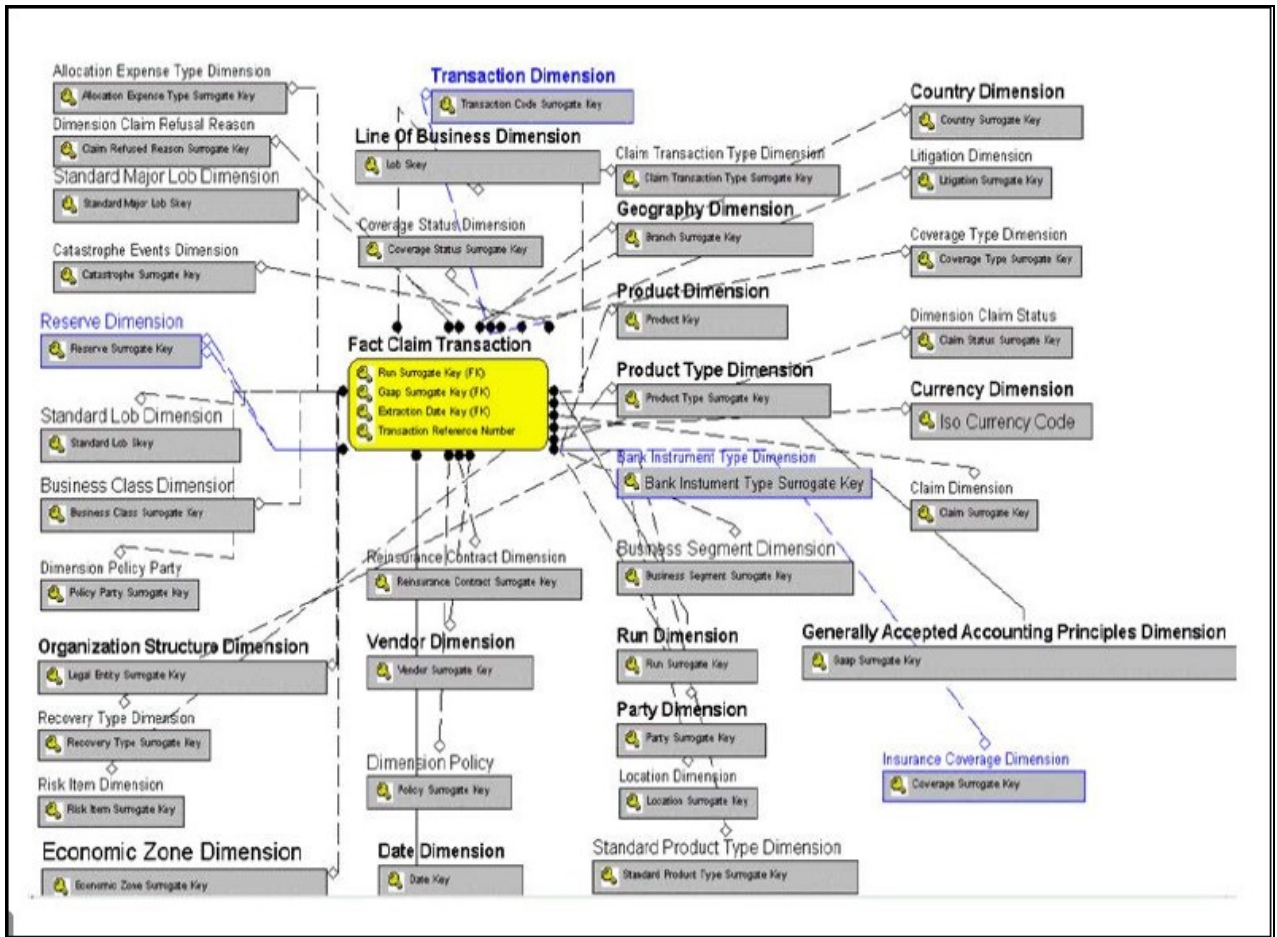 Allocation Expense Type Dimension
Allocation Expense Type Surrogate Key
Dimension Claim Refusal Reason
Claim Refused Reason Surrogate Key
Standard Major Lob Dimension
Standard Major Lob Skey
Catastrophe Events Dimension
Catastrophe Surrogate Key
Reserve Dimension
Reserve Surrogate Key
Standard Lob Dimension
Standard Lob Skey
Business Class Dimension
Business Class Surrogate Key
Dimension Policy Party
Policy Party Surrogate Key
Organization Structure Dimension
Legal Entity Surrogate Key
Recovery Type Dimension
Recovery Type Surrogate Key
Risk Item Dimension
Risk Item Surrogate Key
Economic Zone Dimension
Economic Zone Surrogate Key
Transaction Dimension
Transaction Code Surrogate Key
Line Of Business Dimension
Lob Skey
Coverage Status Dimension
Coverage Status Surrogate Key
Fact Claim Transaction
Run Surrogate Key (FK)
Gaap Surrogate Key (FK)
Extraction Date Key (FK)
Transaction Reference Number
Reinsurance Contract Dimension
Reinsurance Contract Surrogate Key
Vendor Dimension
Vendor Surrogate Key
Dimension Policy
Policy Surrogate Key
Date Dimension
Date Key
Claim Transaction Type Dimension
Claim Transaction Type Surrogate Key
Geography Dimension
Branch Surrogate Key
Product Dimension
Product Key
Product Type Dimension
Product Type Surrogate Key
Bank Instrument Type Dimension
Bank Instument Type Surrogate Key
Business Segment Dimension
Business Segment Surrogate Key
Run Dimension
Run Surrogate Key
Party Dimension
Party Surrogate Key
Location Dimension
Location Surrogate Key
Standard Product Type Dimension
Standard Product Type Surrogate Key
Country Dimension
Country Surrogate Key
Litigation Dimension
Litigation Surrogate Key
Coverage Type Dimension
Coverage Type Surrogate Key
Dimension Claim Status
Claim Status Surrogate Key
Currency Dimension
Iso Currency Code
Claim Dimension
Claim Surrogate Key
Generally Accepted Accounting Principles Dimension
Gaap Surrogate Key
Insurance Coverage Dimension
Coverage Surrogate Key